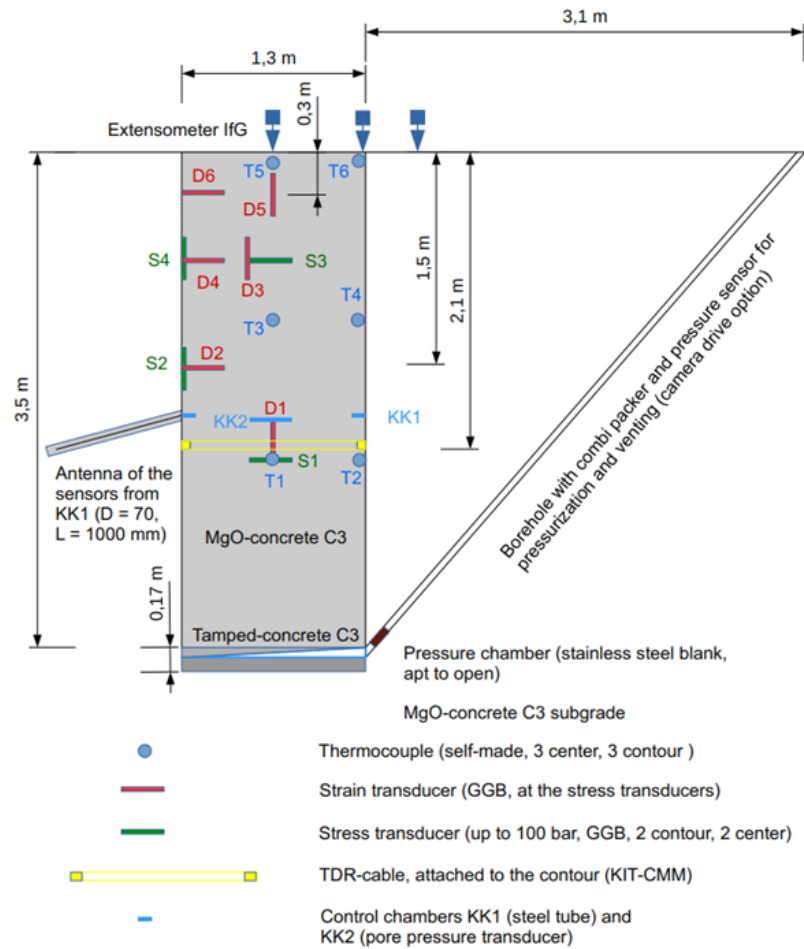 3,1 m
1,3 m
0,3 m
Extensometer IfG
T5
T6
D6
D5
S4
S3
D4
D3
1,5 m
T4
T3
2,1 m
S2
D2
3,5 m
D1
KK2
KK1
S1
T1
T2
Antenna of the
sensors from
KK1 (D = 70,
L = 1000 mm)
Borehole with combi packer and pressure sensor for
pressurization and venting (camera drive option)
MgO-concrete C3
0,17 m
Tamped-concrete C3
Pressure chamber (stainless steel blank,
apt to open)
MgO-concrete C3 subgrade
Thermocouple (self-made, 3 center, 3 contour )
Strain transducer (GGB, at the stress transducers)
Stress transducer (up to 100 bar, GGB, 2 contour, 2 center)
TDR-cable, attached to the contour (KIT-CMM)
Control chambers KK1 (steel tube) and
KK2 (pore pressure transducer)